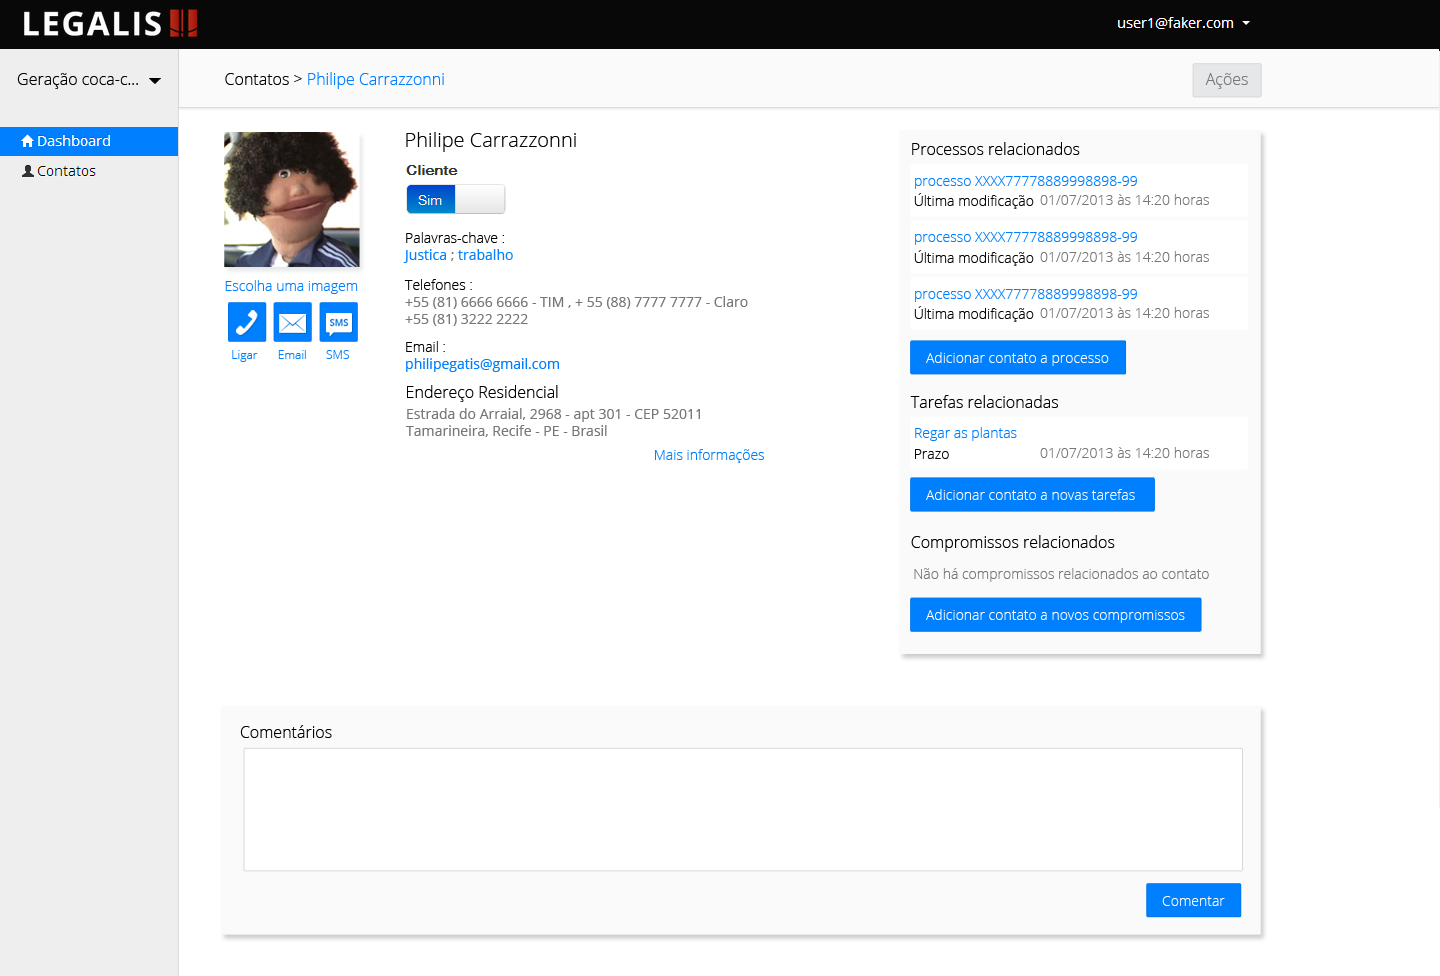 LEGALIS
user1@faker.com
Geração coca-c...
Contatos > Philipe Carrazzonni
Ações
Dashboard
Contatos
Escolha uma imagem
SMS
Ligar Email SMS
Philipe Carrazzonni
Cliente
Sim
Palavras-chave :
Justica ; trabalho
Telefones :
+55 (81) 6666 6666 - TIM , + 55 (88) 7777 7777 - Claro
+55 (81) 3222 2222
Email :
philipegatis@gmail.com
Endereço Residencial
Estrada do Arraial, 2968 - apt 301 - CEP 52011
Tamarineira, Recife - PE - Brasil
Mais informações
Processos relacionados
processo XXXX77778889998898-99
Última modificação 01/07/2013 às 14:20 horas
processo XXXX77778889998898-99
Última modificação 01/07/2013 às 14:20 horas
processo XXXX77778889998898-99
Última modificação 01/07/2013 às 14:20 horas
Adicionar contato a processo
Tarefas relacionadas
Regar as plantas
Prazo 01/07/2013 às 14:20 horas
Adicionar contato a novas tarefas
Compromissos relacionados
Não há compromissos relacionados ao contato
Adicionar contato a novos compromissos
Comentários
Comentar